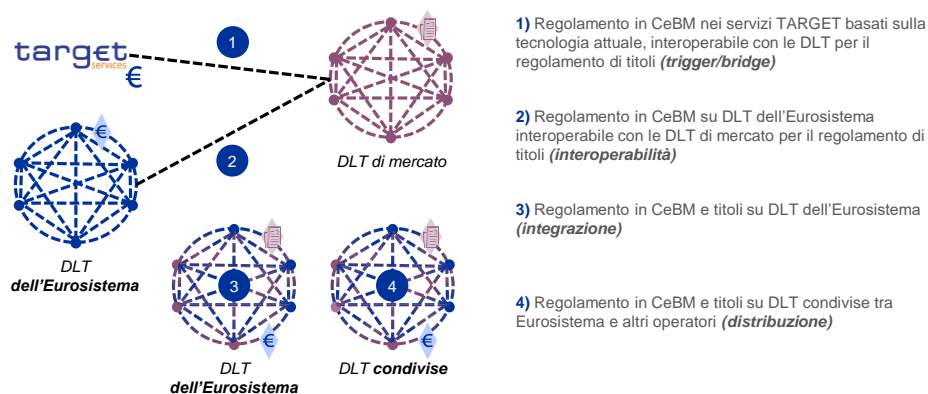 target
services
€
1
DLT di mercato
€
2
DLT
dell'Eurosistema
3
€
DLT
dell'Eurosistema
4
€
DLT condivise
1) Regolamento in CeBM nei servizi TARGET basati sulla
tecnologia attuale, interoperabile con le DLT per il
regolamento di titoli (trigger/bridge)
2) Regolamento in CeBM su DLT dell'Eurosistema
interoperabile con le DLT di mercato per il regolamento di
titoli (interoperabilità)
3) Regolamento in CeBM e titoli su DLT dell'Eurosistema
(integrazione)
4) Regolamento in CeBM e titoli su DLT condivise tra
Eurosistema e altri operatori (distribuzione)